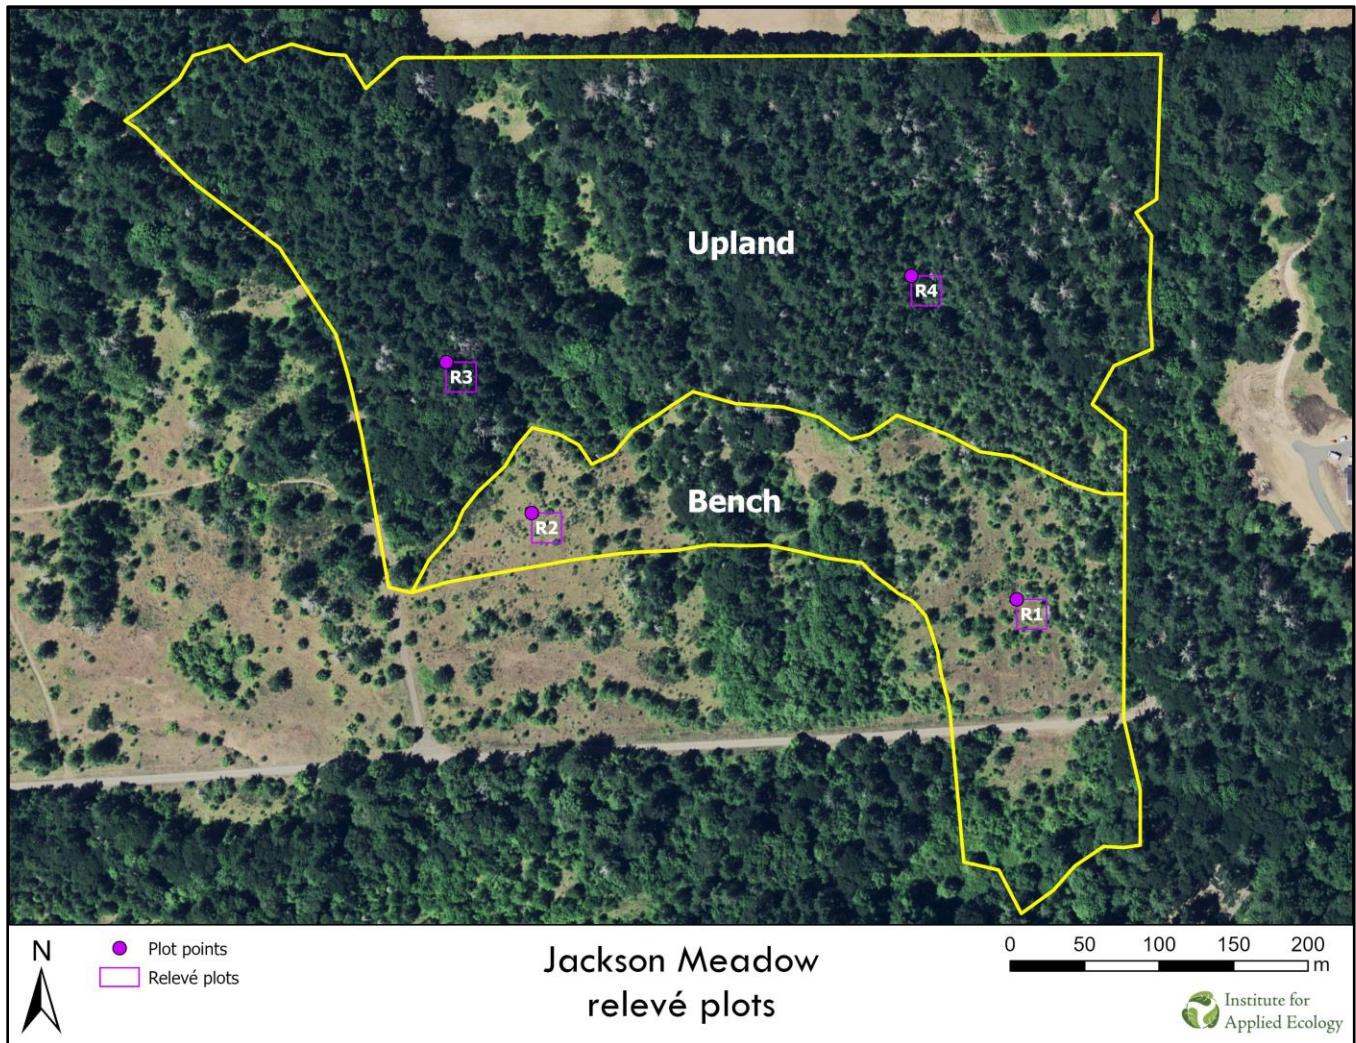 Upland
R4
R3
Bench
R2
R1
N
Plot points
Relevé plots
Jackson Meadow
relevé plots
0 50 100 150 200
m
Institute for
Applied Ecology